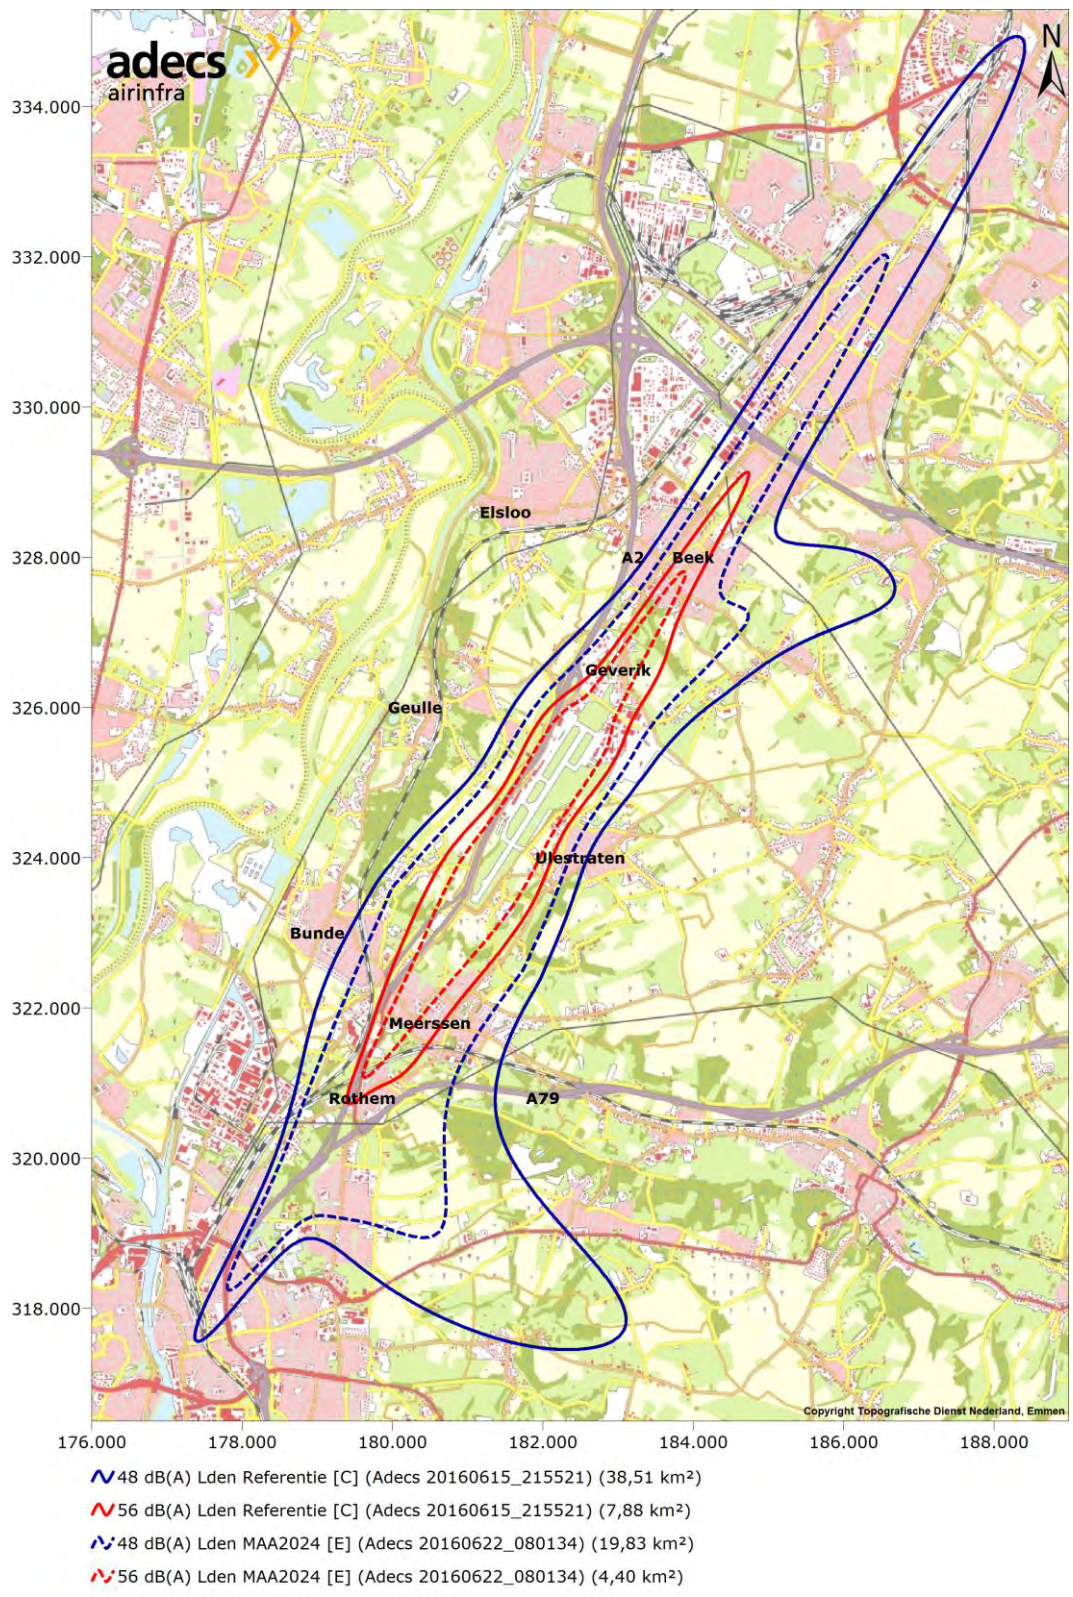 adecs
airinfra
N
334.000
332.000
330.000
Elsloo
328.000
A2
Beek
Geverik
326.000
Geulle
324.000
Ulestraten
Bunde
322.000
Meerssen
Rothem
A79
320.000
318.000
Copyright Topografische Dienst Nederland, Emmen
176.000 178.000 180.000 182.000 184.000 186.000 188.000
48 dB(A) Lden Referentie [C] (Adecs 20160615_215521) (38,51 km²)
56 dB(A) Lden Referentie [C] (Adecs 20160615_215521) (7,88 km²)
48 dB(A) Lden MAA2024 [E] (Adecs 20160622_080134) (19,83 km²)
56 dB(A) Lden MAA2024 [E] (Adecs 20160622_080134) (4,40 km²)